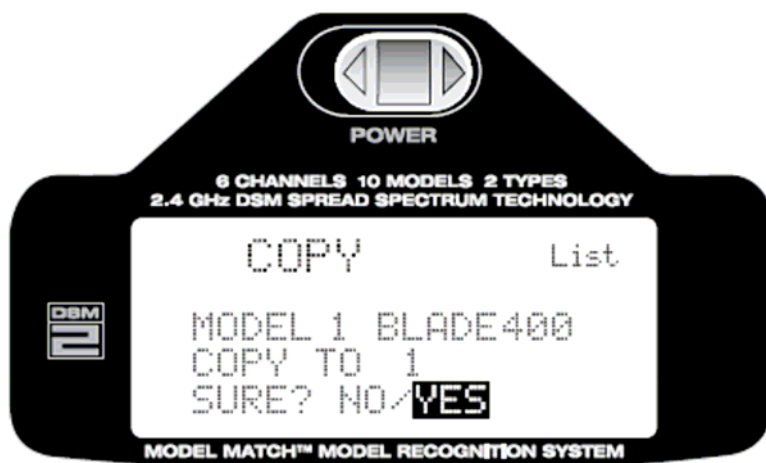 POWER
6 CHANNELS 10 MODELS 2 TYPES
2.4 GHz DSM SPREAD SPECTRUM TECHNOLOGY
COPY List
DSM
2
MODEL 1 BLADE400
COPY TO 1
SURE? NO/YES
MODEL MATCH™ MODEL RECOGNITION SYSTEM